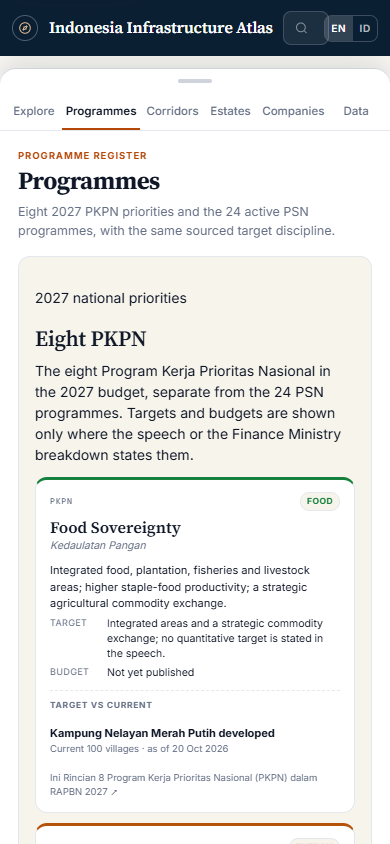 Indonesia Infrastructure Atlas
EN
ID
Explore
Programmes
Corridors
Estates
Companies
Data
PROGRAMME REGISTER
Programmes
Eight 2027 PKPN priorities and the 24 active PSN
programmes, with the same sourced target discipline.
2027 national priorities
Eight PKPN
The eight Program Kerja Prioritas Nasional in
the 2027 budget, separate from the 24 PSN
programmes. Targets and budgets are shown
only where the speech or the Finance Ministry
breakdown states them.
PKPN
FOOD
Food Sovereignty
Kedaulatan Pangan
Integrated food, plantation, fisheries and livestock
areas; higher staple-food productivity; a strategic
agricultural commodity exchange.
TARGET
Integrated areas and a strategic commodity
exchange; no quantitative target is stated in
the speech.
BUDGET
Not yet published
TARGET VS CURRENT
Kampung Nelayan Merah Putih developed
Current 100 villages · as of 20 Oct 2026
Ini Rincian 8 Program Kerja Prioritas Nasional (PKPN) dalam
RAPBN 2027 ↗